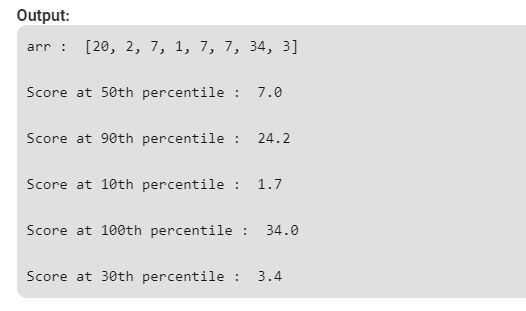 Output:
arr :  [20, 2, 7, 1, 7, 7, 34, 3]
Score at 50th percentile :  7.0
Score at 90th percentile :  24.2
Score at 10th percentile :  1.7
Score at 100th percentile :  34.0
Score at 30th percentile :  3.4